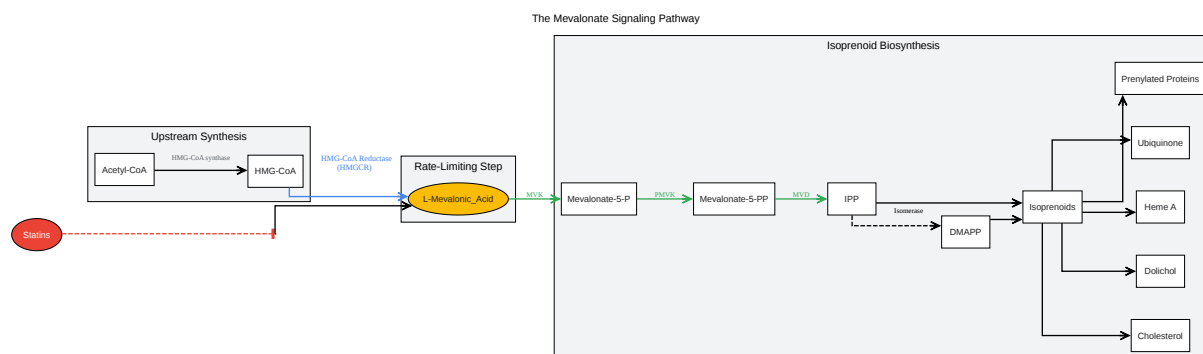 The Mevalonate Signaling Pathway
Isoprenoid Biosynthesis
Prenylated Proteins
Upstream Synthesis
HMG-CoA synthase
Acetyl-CoA
HMG-CoA
HMG-CoA Reductase
(HMGCR)
Rate-Limiting Step
L-Mevalonic_Acid
MVK
Mevalonate-5-P
PMVK
Mevalonate-5-PP
MVD
IPP
Isomerase
DMAPP
Isoprenoids
Ubiquinone
Heme A
Dolichol
Cholesterol
Statins